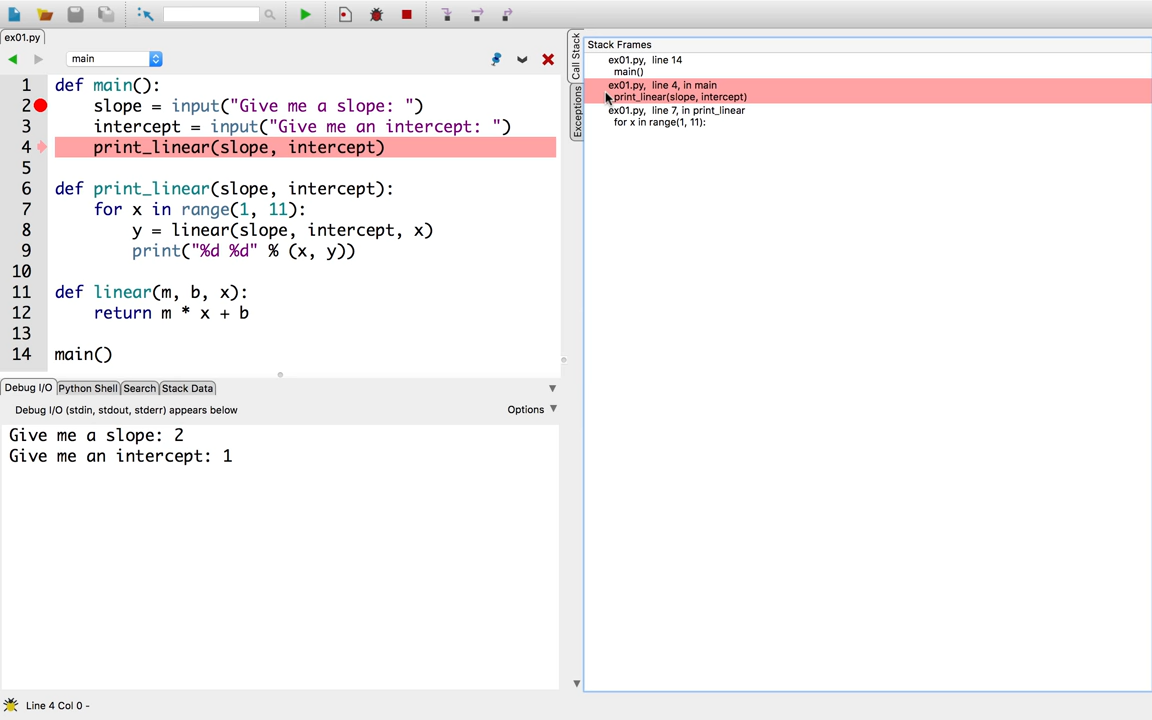 ex01.py
main
1 def main():
2 slope = input("Give me a slope: ")
3 intercept = input("Give me an intercept: ")
4 print_linear(slope, intercept)
5
6 def print_linear(slope, intercept):
7 for x in range(1, 11):
8 y = linear(slope, intercept, x)
9 print("%d %d" % (x, y))
10
11 def linear(m, b, x):
12 return m * x + b
13
14 main()
Debug I/O Python Shell Search Stack Data
Debug I/O (stdin, stdout, stderr) appears below
Options
Give me a slope: 2
Give me an intercept: 1
Line 4 Col 0 -
Call Stack
Exceptions
Stack Frames
ex01.py, line 14
main()
ex01.py, line 4, in main
print_linear(slope, intercept)
ex01.py, line 7, in print_linear
for x in range(1, 11):